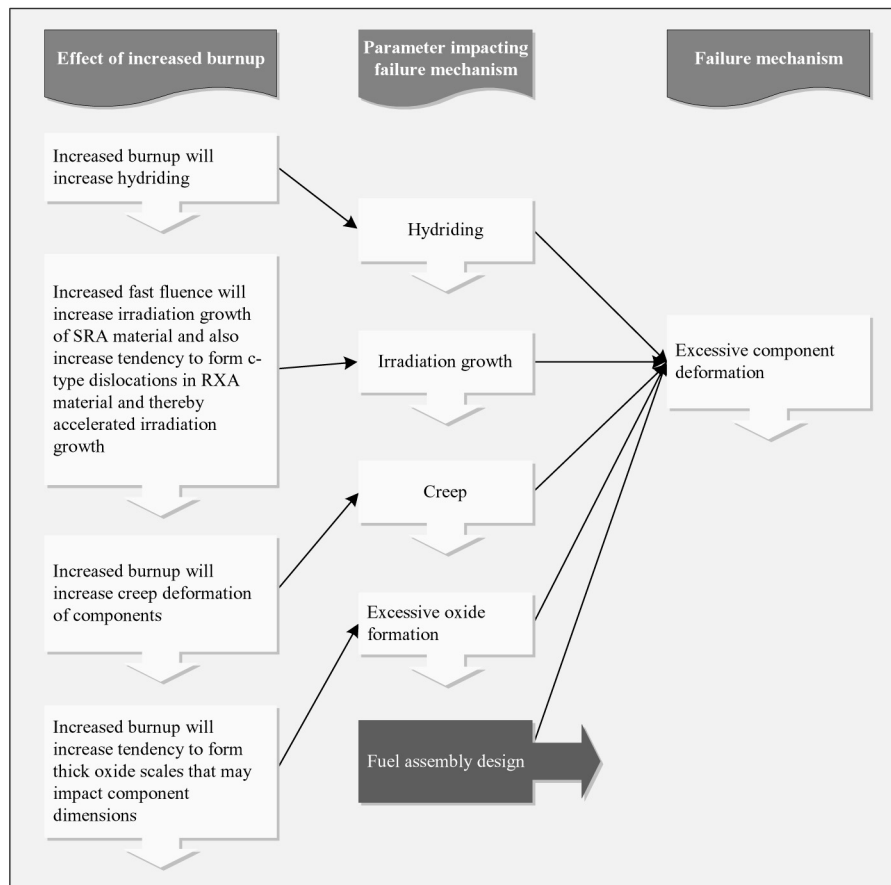 Effect of increased burnup
Parameter impacting
failure mechanism
Failure mechanism
Increased burnup will
increase hydriding
Increased fast fluence will
increase irradiation growth
of SRA material and also
increase tendency to form c-
type dislocations in RXA
material and thereby
accelerated irradiation
growth
Increased burnup will
increase creep deformation
of components
Increased burnup will
increase tendency to form
thick oxide scales that may
impact component
dimensions
Hydriding
Irradiation growth
Creep
Excessive oxide
formation
Fuel assembly design
Excessive component
deformation